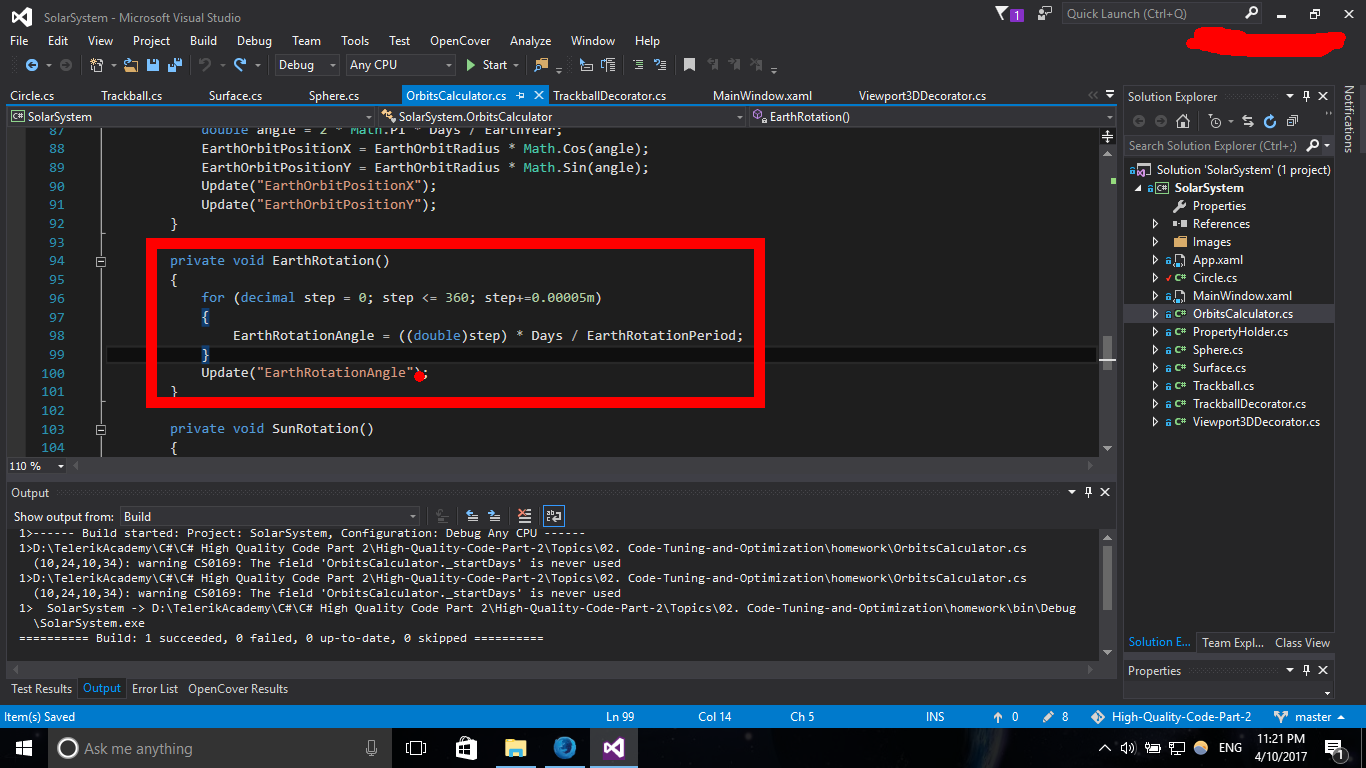 SolarSystem - Microsoft Visual Studio
1
Quick Launch (Ctrl+Q)
File Edit View Project Build Debug Team Tools Test OpenCover Analyze Window Help
Debug Any CPU Start
Circle.cs Trackball.cs Surface.cs Sphere.cs OrbitsCalculator.cs TrackballDecorator.cs MainWindow.xaml Viewport3DDecorator.cs
SolarSystem SolarSystem.OrbitsCalculator EarthRotation()
87 double angle = 2 * Math.PI * Days / EarthYear;
88 EarthOrbitPositionX = EarthOrbitRadius * Math.Cos(angle);
89 EarthOrbitPositionY = EarthOrbitRadius * Math.Sin(angle);
90 Update("EarthOrbitPositionX");
91 Update("EarthOrbitPositionY");
92 }
93
94 private void EarthRotation()
95 {
96 for (decimal step = 0; step <= 360; step+=0.00005m)
97 {
98 EarthRotationAngle = ((double)step) * Days / EarthRotationPeriod;
99 }
100 Update("EarthRotationAngle");
101 }
102
103 private void SunRotation()
104 {
110 %
Output
Show output from: Build
1>------ Build started: Project: SolarSystem, Configuration: Debug Any CPU ------
1>D:\TelerikAcademy\C#\C# High Quality Code Part 2\High-Quality-Code-Part-2\Topics\02. Code-Tuning-and-Optimization\homework\OrbitsCalculator.cs
(10,24,10,34): warning CS0169: The field 'OrbitsCalculator._startDays' is never used
1>D:\TelerikAcademy\C#\C# High Quality Code Part 2\High-Quality-Code-Part-2\Topics\02. Code-Tuning-and-Optimization\homework\OrbitsCalculator.cs
(10,24,10,34): warning CS0169: The field 'OrbitsCalculator._startDays' is never used
1> SolarSystem -> D:\TelerikAcademy\C#\C# High Quality Code Part 2\High-Quality-Code-Part-2\Topics\02. Code-Tuning-and-Optimization\homework\bin\Debug
\SolarSystem.exe
========== Build: 1 succeeded, 0 failed, 0 up-to-date, 0 skipped ==========
Test Results Output Error List OpenCover Results
Solution Explorer
Search Solution Explorer (Ctrl+;)
Solution 'SolarSystem' (1 project)
SolarSystem
Properties
References
Images
App.xaml
Circle.cs
MainWindow.xaml
OrbitsCalculator.cs
PropertyHolder.cs
Sphere.cs
Surface.cs
Trackball.cs
TrackballDecorator.cs
Viewport3DDecorator.cs
Solution E... Team Expl... Class View
Properties
Notifications
Item(s) Saved Ln 99 Col 14 Ch 5 INS 0 8 High-Quality-Code-Part-2 master
Ask me anything
ENG
11:21 PM
4/10/2017
1